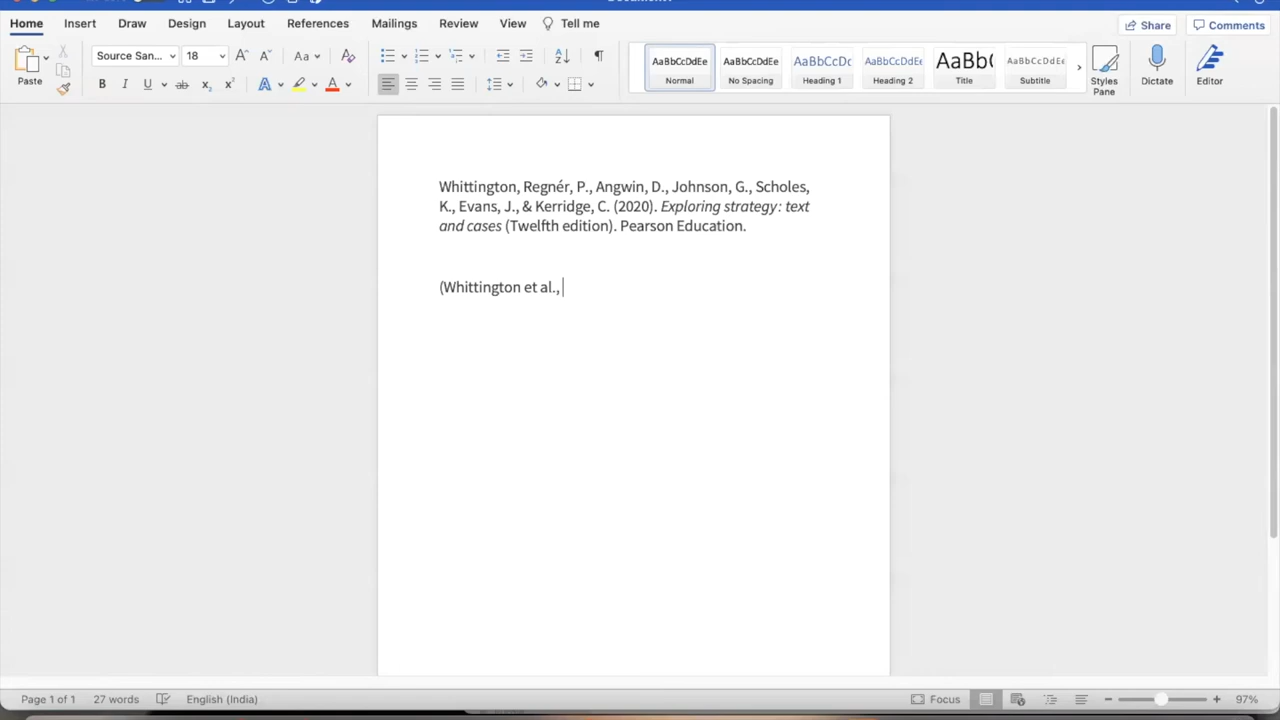 Home Insert Draw Design Layout References Mailings Review View Tell me Share Comments
Paste Source San... 18 Aa AaBbCcDdEe Normal AaBbCcDdEe No Spacing AaBbCcDc Heading 1 AaBbCcDdEe Heading 2 AaBb( Title AaBbCcDdEe Subtitle Styles Pane Dictate Editor
Whittington, Regnér, P., Angwin, D., Johnson, G., Scholes,
K., Evans, J., & Kerridge, C. (2020). Exploring strategy: text
and cases (Twelfth edition). Pearson Education.
(Whittington et al.,
Page 1 of 1 27 words English (India) Focus 97%